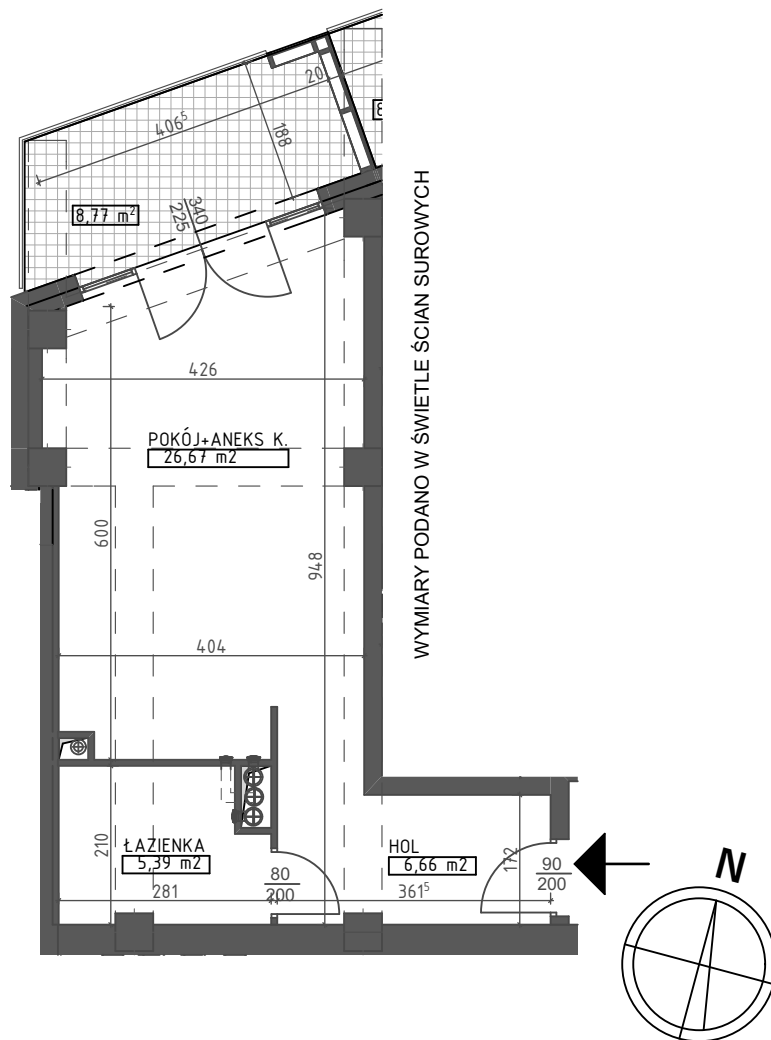 20
406⁵
188
8
8,77 m²
340
225
426
WYMIARY PODANO W ŚWIETLE ŚCIAN SUROWYCH
POKÓJ+ANEKS K.
26,67 m2
600
948
404
210
ŁAZIENKA
5,39 m2
HOL
6,66 m2
172
281
80
200
361⁵
90
200
N